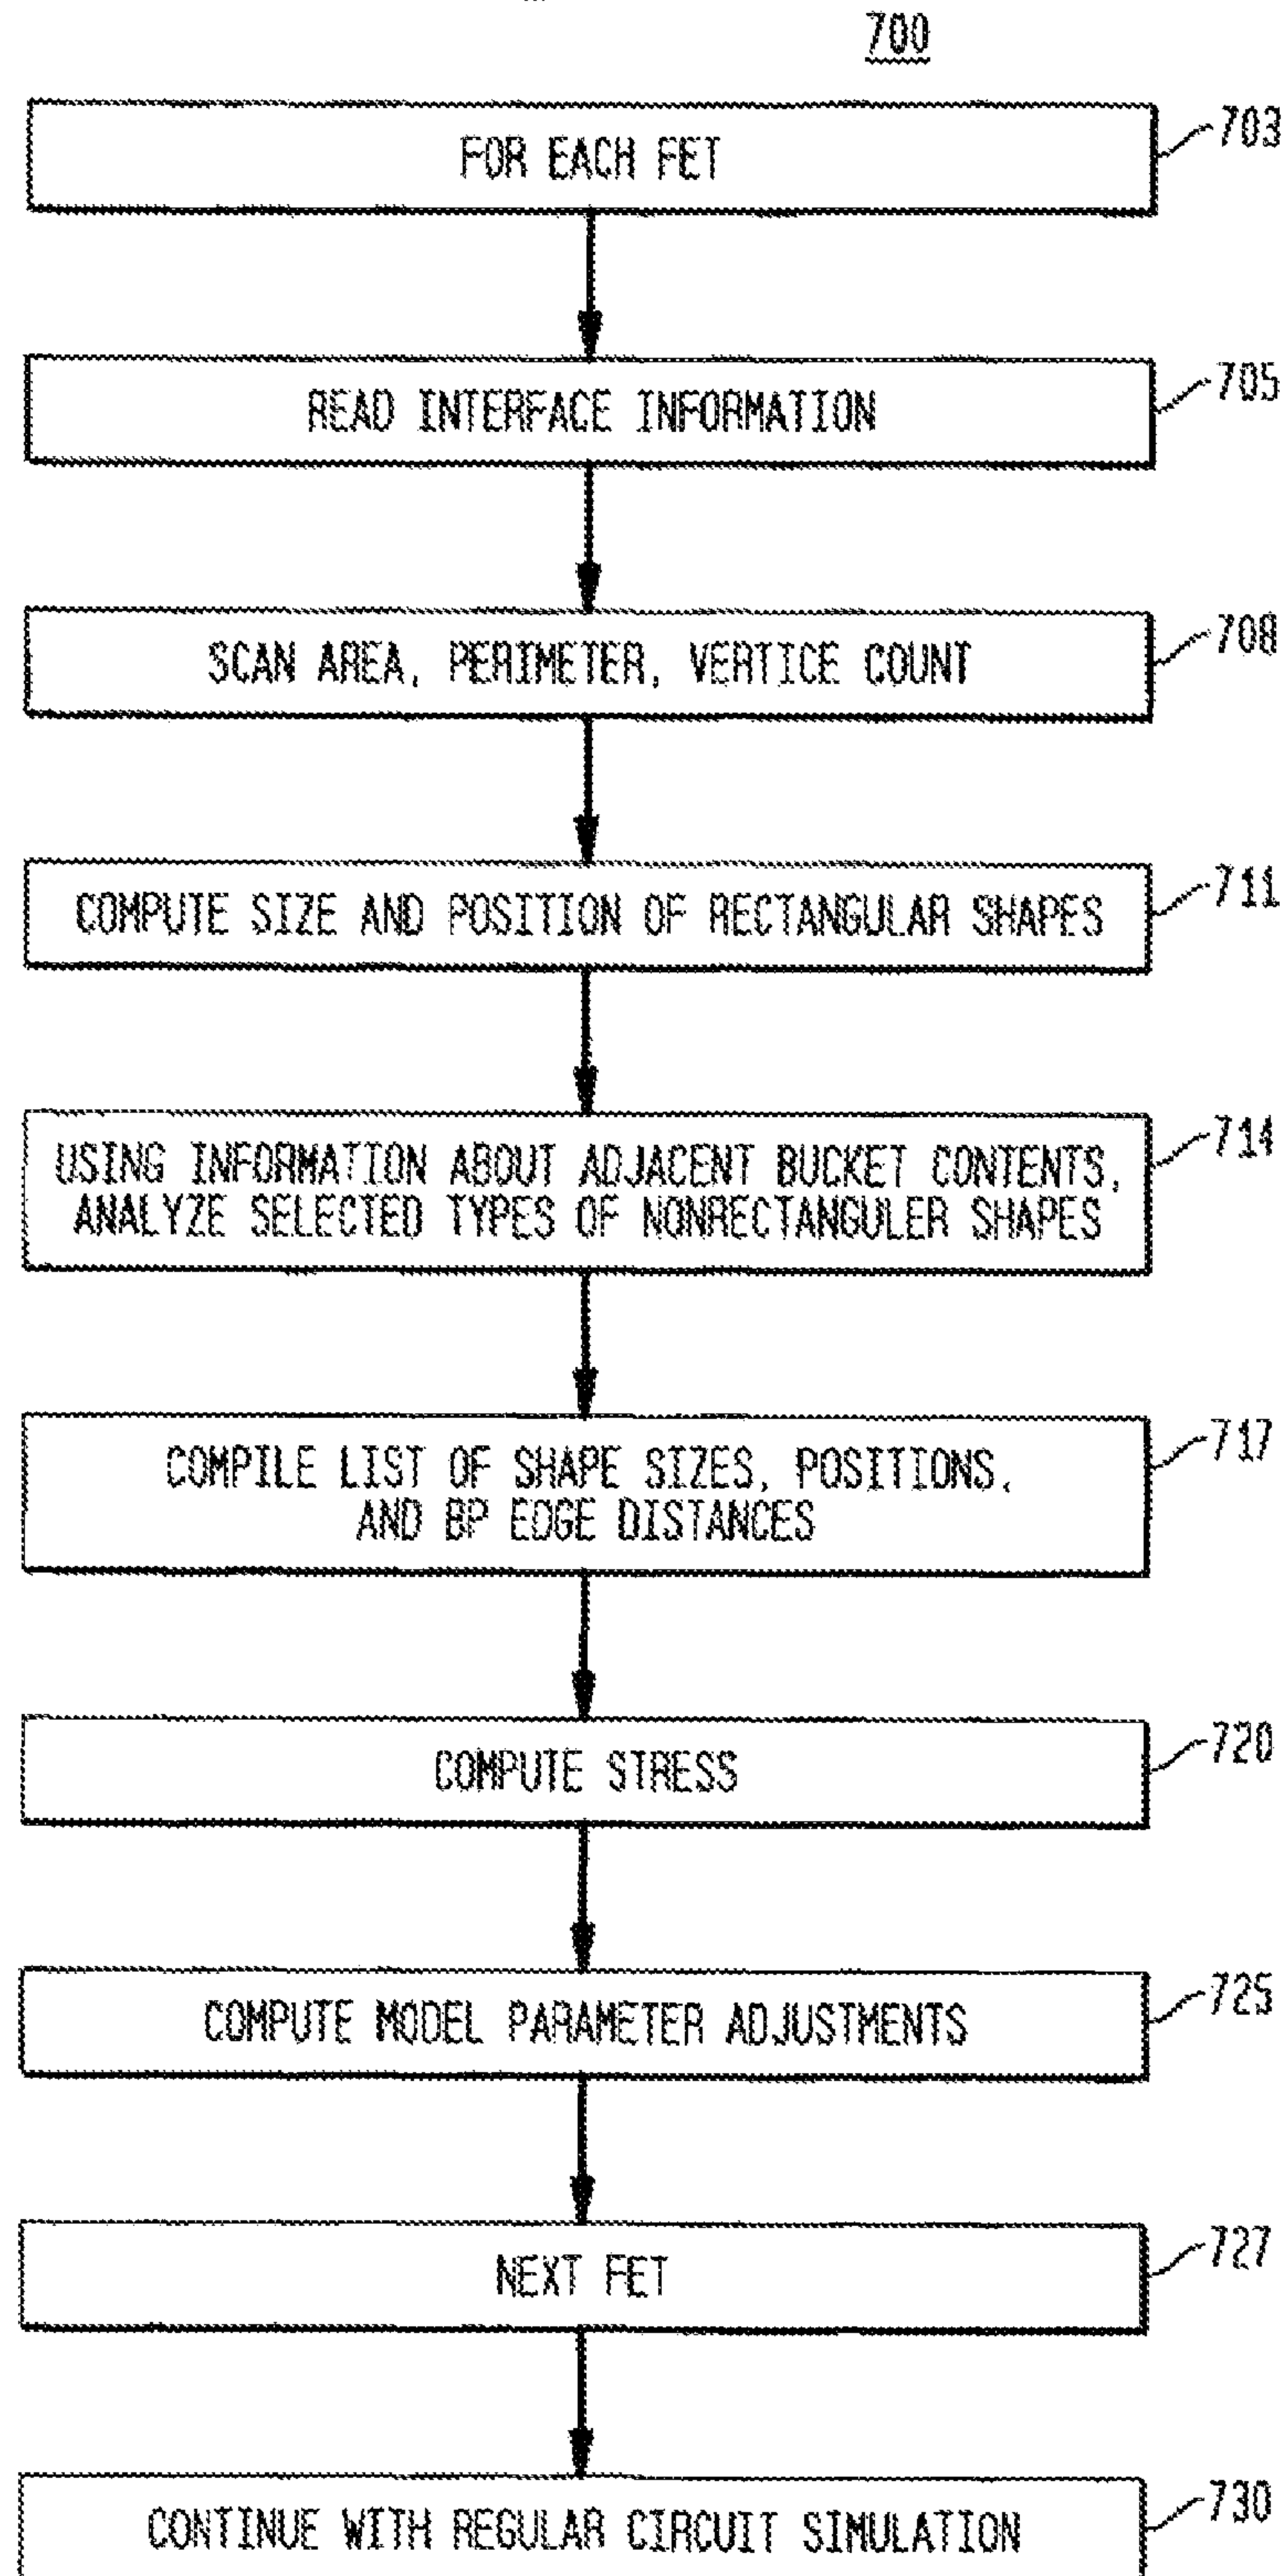 700
FOR EACH FET
703
READ INTERFACE INFORMATION
705
SCAN AREA, PERIMETER, VERTICE COUNT
708
COMPUTE SIZE AND POSITION OF RECTANGULAR SHAPES
711
USING INFORMATION ABOUT ADJACENT BUCKET CONTENTS,
ANALYZE SELECTED TYPES OF NONRECTANGULER SHAPES
714
COMPILE LIST OF SHAPE SIZES, POSITIONS,
AND BP EDGE DISTANCES
717
COMPUTE STRESS
720
COMPUTE MODEL PARAMETER ADJUSTMENTS
725
NEXT FET
727
CONTINUE WITH REGULAR CIRCUIT SIMULATION
730